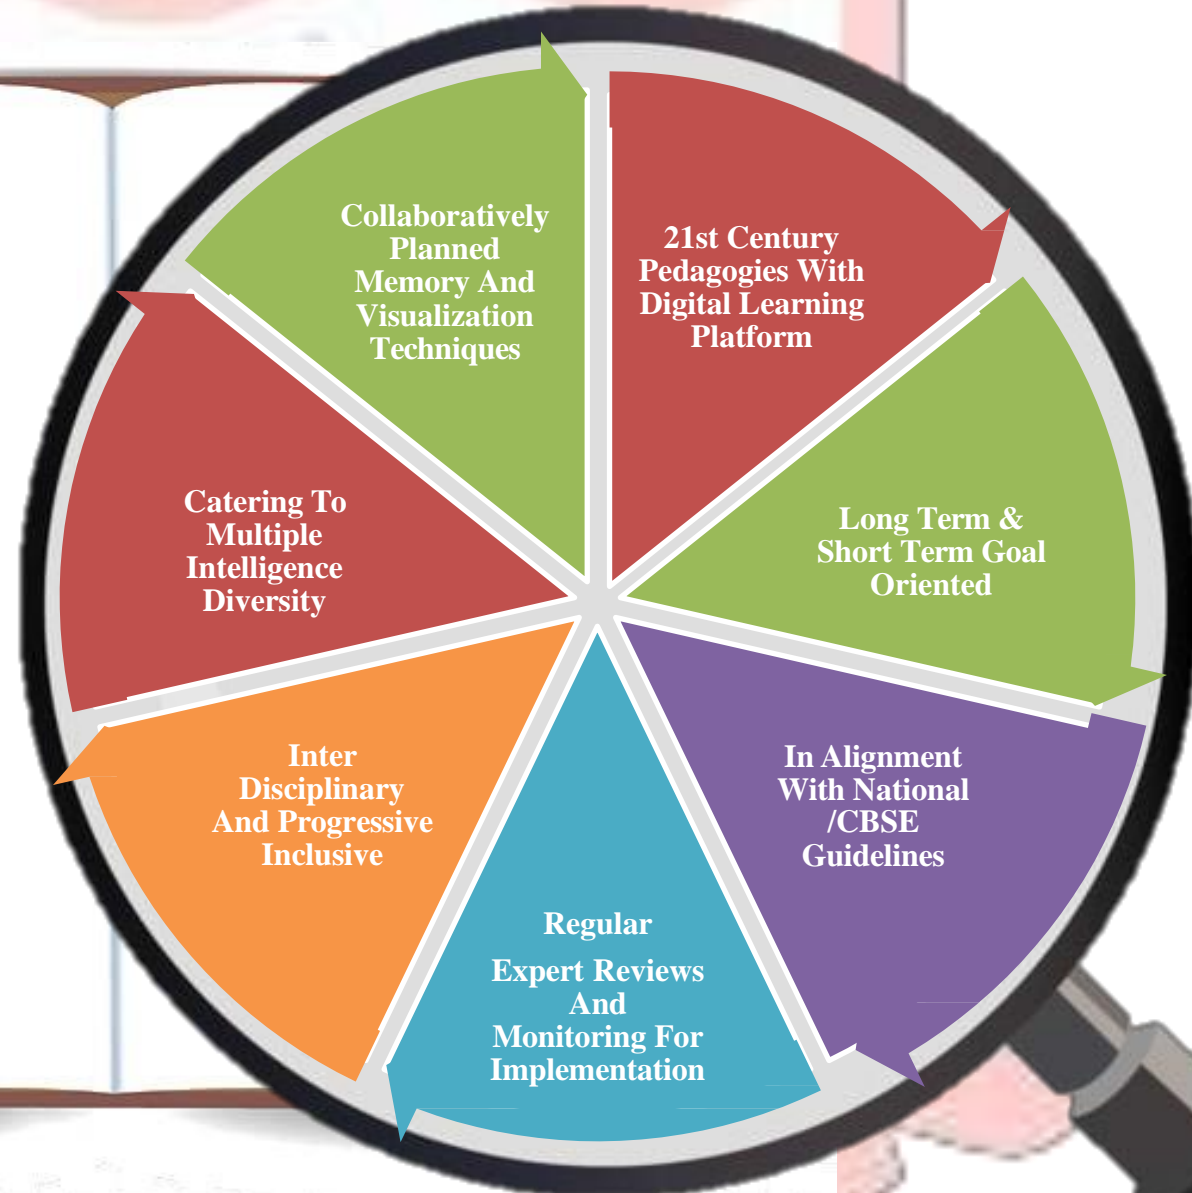 21st Century
Pedagogies With
Digital Learning
Platform
Long Term &
Short Term Goal
Oriented
In Alignment
With National
/CBSE
Guidelines
Regular
Expert Reviews
And
Monitoring For
Implementation
Inter
Disciplinary
And Progressive
Inclusive
Catering To
Multiple
Intelligence
Diversity
Collaboratively
Planned
Memory And
Visualization
Techniques